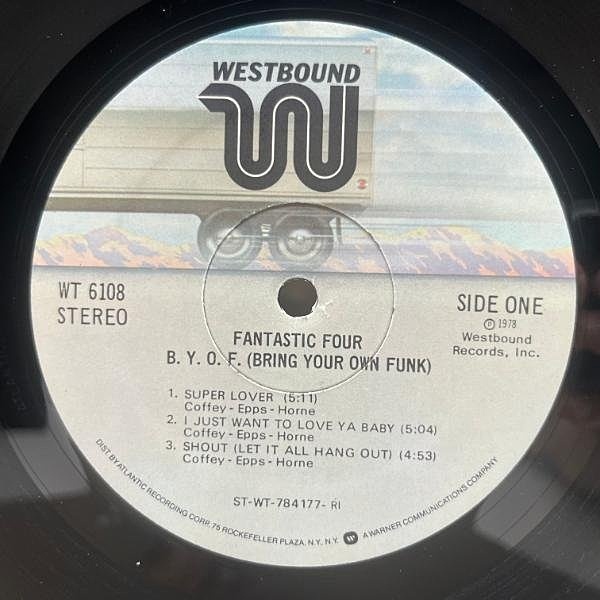 WESTBOUND
WT 6108
STEREO
SIDE ONE
℗ 1978
Westbound
Records, Inc.
FANTASTIC FOUR
B. Y. O. F. (BRING YOUR OWN FUNK)
1. SUPER LOVER (5:11)
Coffey - Epps - Horne
2. I JUST WANT TO LOVE YA BABY (5:04)
Coffey - Epps - Horne
3. SHOUT (LET IT ALL HANG OUT) (4:53)
Coffey - Epps - Horne
ST-WT-784177- RI
DIST BY ATLANTIC RECORDING CORP. 75 ROCKEFELLER PLAZA, N.Y. N.Y. A WARNER COMMUNICATIONS COMPANY